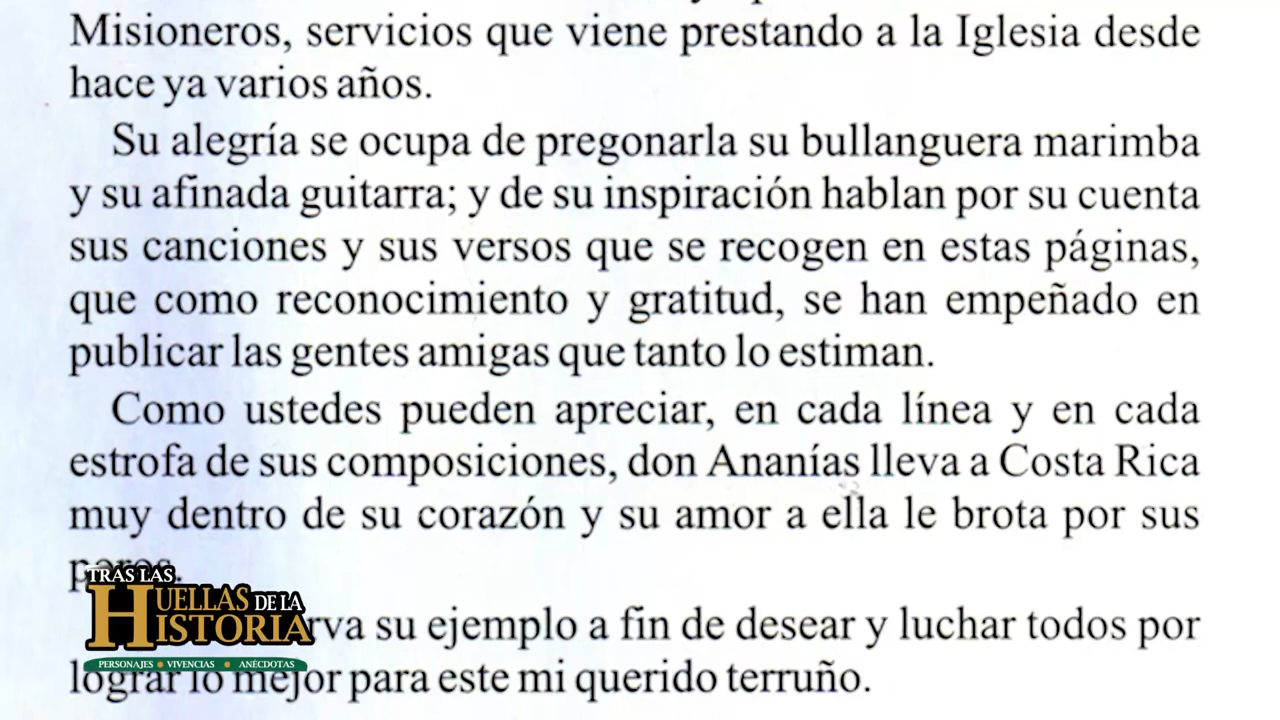 Misioneros, servicios que viene prestando a la Iglesia desde
hace ya varios años.
Su alegría se ocupa de pregonarla su bullanguera marimba
y su afinada guitarra; y de su inspiración hablan por su cuenta
sus canciones y sus versos que se recogen en estas páginas,
que como reconocimiento y gratitud, se han empeñado en
publicar las gentes amigas que tanto lo estiman.
Como ustedes pueden apreciar, en cada línea y en cada
estrofa de sus composiciones, don Ananías lleva a Costa Rica
muy dentro de su corazón y su amor a ella le brota por sus
poros.
su ejemplo a fin de desear y luchar todos por
lograr lo mejor para este mi querido terruño.
TRAS LAS
HUELLAS DE LA
HISTORIA
PERSONAJES • VIVENCIAS • ANÉCDOTAS